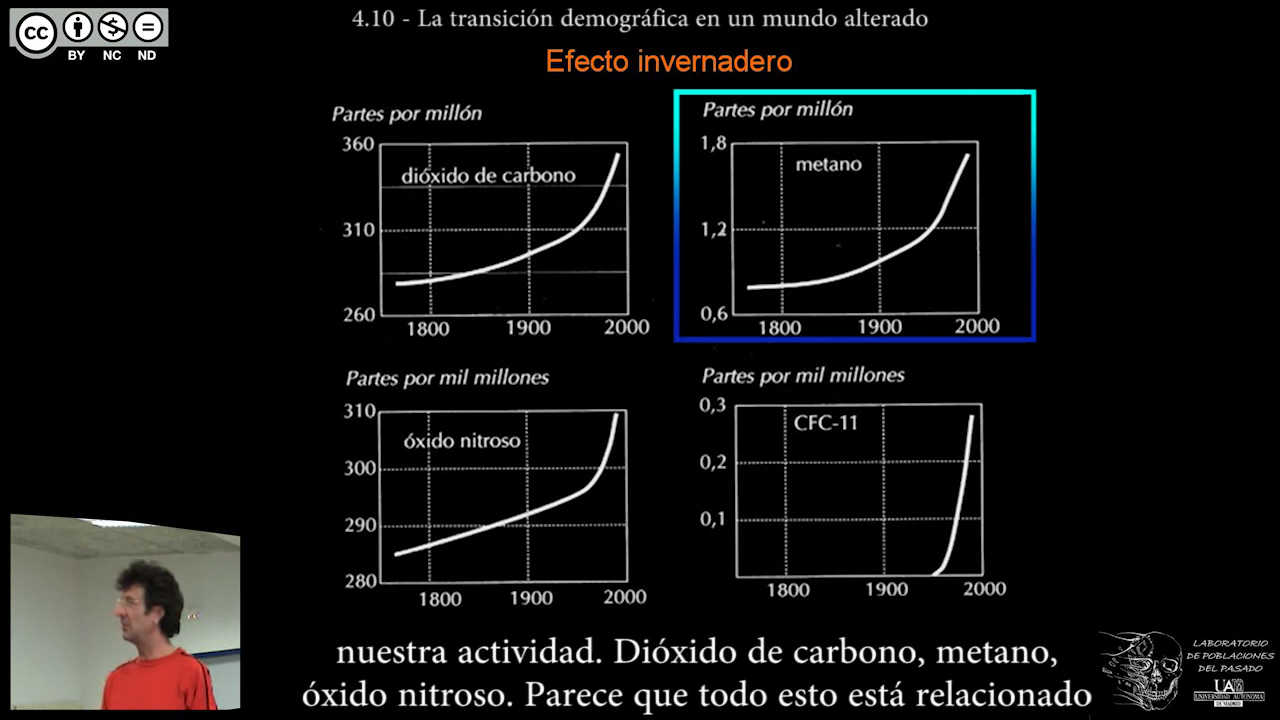 4.10 - La transición demográfica en un mundo alterado
CC
BY NC ND
Efecto invernadero
Partes por millón
360
310
260
dióxido de carbono
1800 1900 2000
Partes por millón
1,8
1,2
0,6
metano
1800 1900 2000
Partes por mil millones
310
300
290
280
óxido nitroso
1800 1900 2000
Partes por mil millones
0,3
0,2
0,1
CFC-11
1800 1900 2000
nuestra actividad. Dióxido de carbono, metano,
óxido nitroso. Parece que todo esto está relacionado
LABORATORIO
DE POBLACIONES
DEL PASADO
UAM
UNIVERSIDAD AUTONOMA
DE MADRID